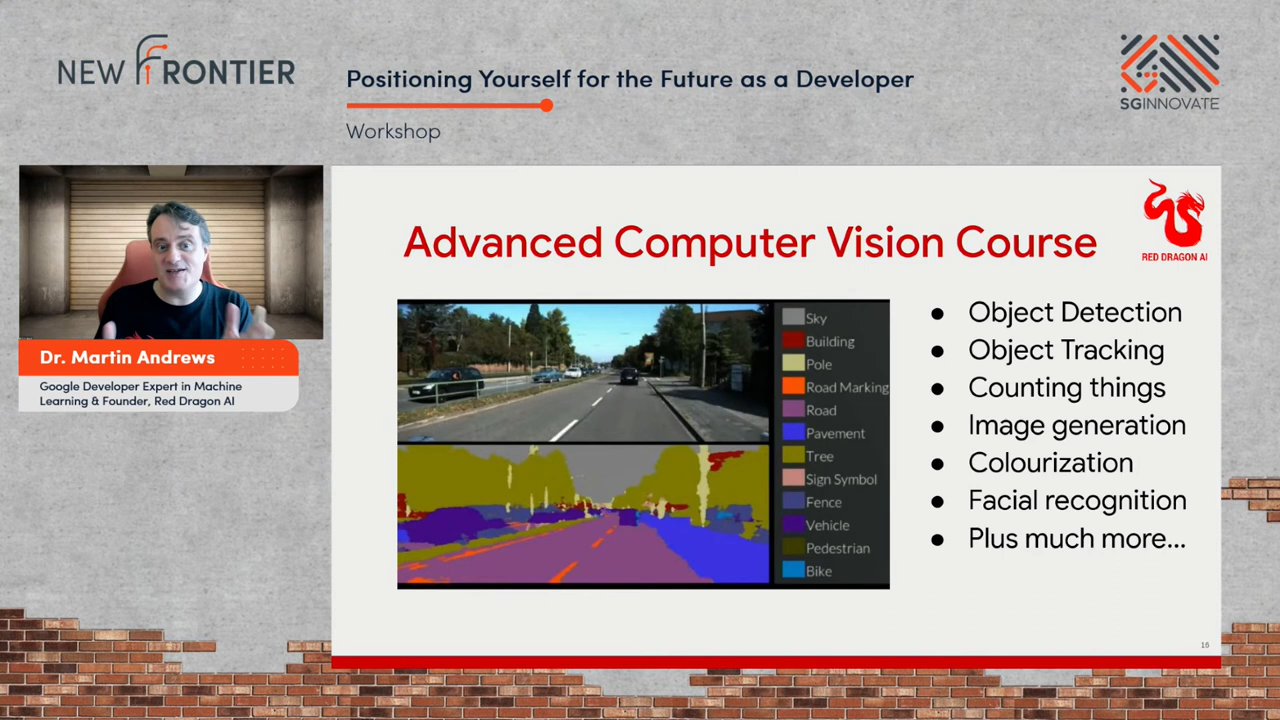 NEW FRONTIER
Positioning Yourself for the Future as a Developer
Workshop
SGINNOVATE
Dr. Martin Andrews
Google Developer Expert in Machine
Learning & Founder, Red Dragon AI
RED DRAGON AI
Advanced Computer Vision Course
Sky
Building
Pole
Road Marking
Road
Pavement
Tree
Sign Symbol
Fence
Vehicle
Pedestrian
Bike
● Object Detection
● Object Tracking
● Counting things
● Image generation
● Colourization
● Facial recognition
● Plus much more...
16